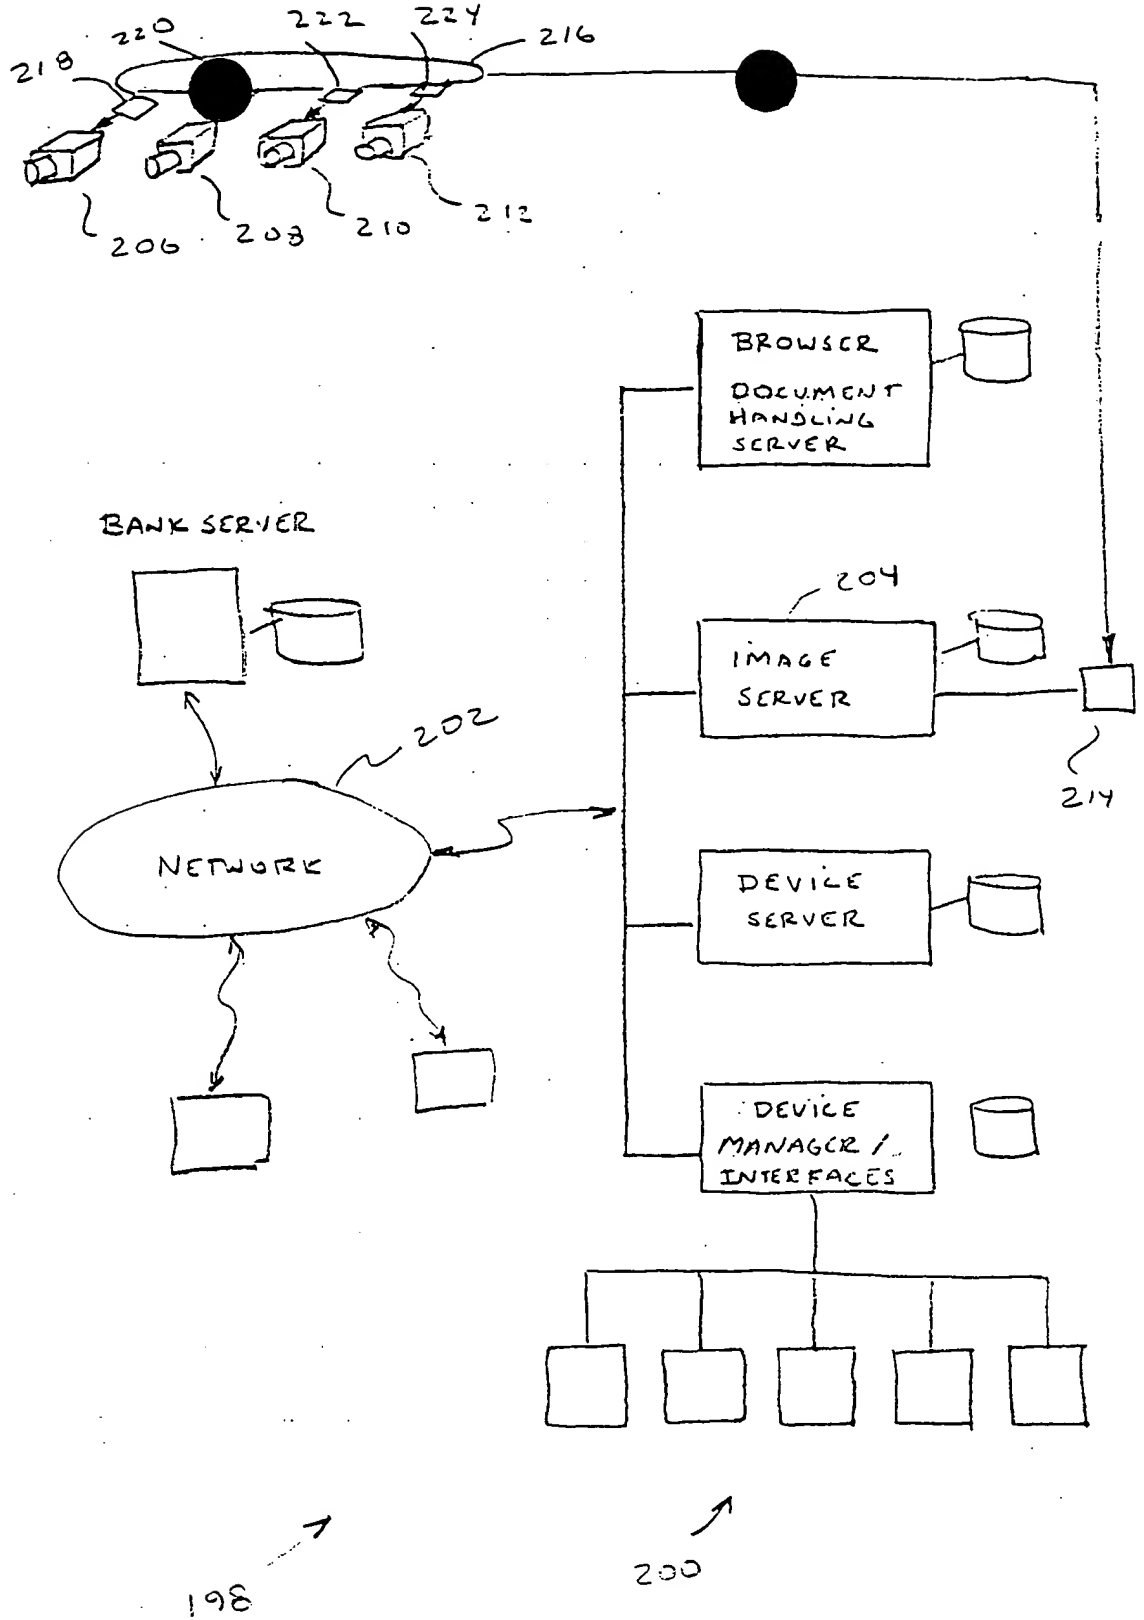 220
222
224
216
218
206
208
210
212
BROWSER
DOCUMENT
HANDLING
SERVER
BANK SERVER
204
IMAGE
SERVER
202
214
NETWORK
DEVICE
SERVER
DEVICE
MANAGER /
INTERFACES
198
200